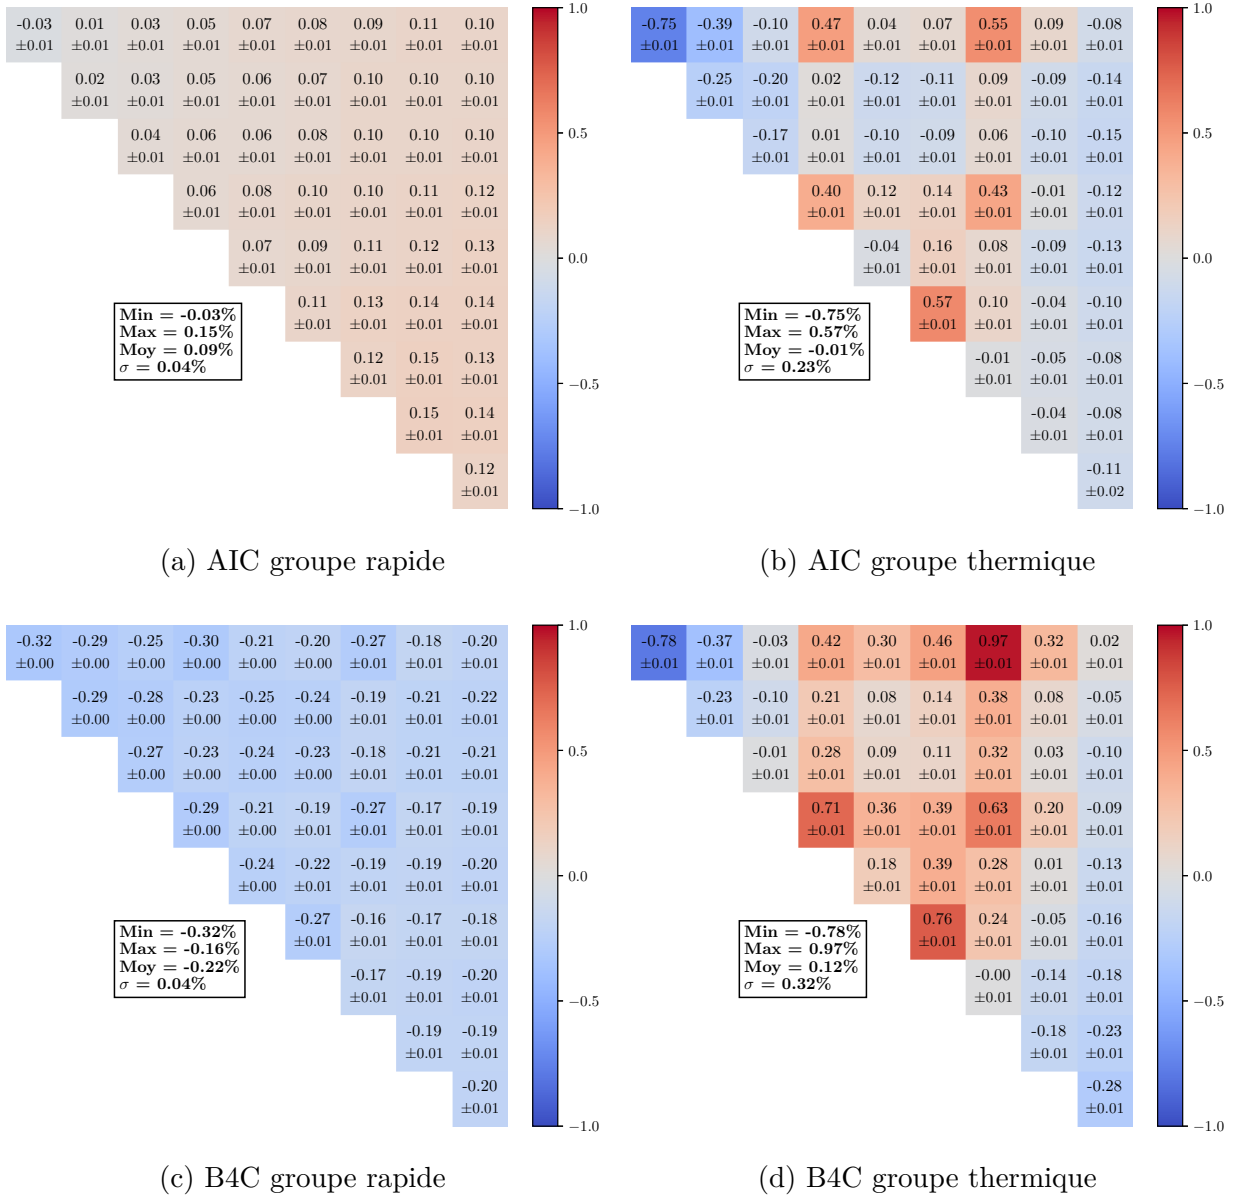 -0.03 0.01 0.03 0.05 0.07 0.08 0.09 0.11 0.10
±0.01 ±0.01 ±0.01 ±0.01 ±0.01 ±0.01 ±0.01 ±0.01 ±0.01
0.02 0.03 0.05 0.06 0.07 0.10 0.10 0.10
±0.01 ±0.01 ±0.01 ±0.01 ±0.01 ±0.01 ±0.01 ±0.01
0.04 0.06 0.06 0.08 0.10 0.10 0.10
±0.01 ±0.01 ±0.01 ±0.01 ±0.01 ±0.01 ±0.01
0.06 0.08 0.10 0.10 0.11 0.12
±0.01 ±0.01 ±0.01 ±0.01 ±0.01 ±0.01
0.07 0.09 0.11 0.12 0.13
±0.01 ±0.01 ±0.01 ±0.01 ±0.01
0.11 0.13 0.14 0.14
±0.01 ±0.01 ±0.01 ±0.01
0.12 0.15 0.13
±0.01 ±0.01 ±0.01
0.15 0.14
±0.01 ±0.01
0.12
±0.01
Min = -0.03%
Max = 0.15%
Moy = 0.09%
σ = 0.04%
1.0
0.5
0.0
−0.5
−1.0
(a) AIC groupe rapide
-0.75 -0.39 -0.10 0.47 0.04 0.07 0.55 0.09 -0.08
±0.01 ±0.01 ±0.01 ±0.01 ±0.01 ±0.01 ±0.01 ±0.01 ±0.01
-0.25 -0.20 0.02 -0.12 -0.11 0.09 -0.09 -0.14
±0.01 ±0.01 ±0.01 ±0.01 ±0.01 ±0.01 ±0.01 ±0.01
-0.17 0.01 -0.10 -0.09 0.06 -0.10 -0.15
±0.01 ±0.01 ±0.01 ±0.01 ±0.01 ±0.01 ±0.01
0.40 0.12 0.14 0.43 -0.01 -0.12
±0.01 ±0.01 ±0.01 ±0.01 ±0.01 ±0.01
-0.04 0.16 0.08 -0.09 -0.13
±0.01 ±0.01 ±0.01 ±0.01 ±0.01
0.57 0.10 -0.04 -0.10
±0.01 ±0.01 ±0.01 ±0.01
-0.01 -0.05 -0.08
±0.01 ±0.01 ±0.01
-0.04 -0.08
±0.01 ±0.01
-0.11
±0.02
Min = -0.75%
Max = 0.57%
Moy = -0.01%
σ = 0.23%
1.0
0.5
0.0
−0.5
−1.0
(b) AIC groupe thermique
-0.32 -0.29 -0.25 -0.30 -0.21 -0.20 -0.27 -0.18 -0.20
±0.00 ±0.00 ±0.00 ±0.00 ±0.00 ±0.00 ±0.01 ±0.01 ±0.01
-0.29 -0.28 -0.23 -0.25 -0.24 -0.19 -0.21 -0.22
±0.00 ±0.00 ±0.00 ±0.00 ±0.00 ±0.01 ±0.01 ±0.01
-0.27 -0.23 -0.24 -0.23 -0.18 -0.21 -0.21
±0.00 ±0.00 ±0.00 ±0.00 ±0.01 ±0.01 ±0.01
-0.29 -0.21 -0.19 -0.27 -0.17 -0.19
±0.00 ±0.00 ±0.00 ±0.01 ±0.01 ±0.01
-0.24 -0.22 -0.19 -0.19 -0.20
±0.00 ±0.01 ±0.01 ±0.01 ±0.01
-0.27 -0.16 -0.17 -0.18
±0.01 ±0.01 ±0.01 ±0.01
-0.17 -0.19 -0.20
±0.01 ±0.01 ±0.01
-0.19 -0.19
±0.01 ±0.01
-0.20
±0.01
Min = -0.32%
Max = -0.16%
Moy = -0.22%
σ = 0.04%
1.0
0.5
0.0
−0.5
−1.0
(c) B4C groupe rapide
-0.78 -0.37 -0.03 0.42 0.30 0.46 0.97 0.32 0.02
±0.01 ±0.01 ±0.01 ±0.01 ±0.01 ±0.01 ±0.01 ±0.01 ±0.01
-0.23 -0.10 0.21 0.08 0.14 0.38 0.08 -0.05
±0.01 ±0.01 ±0.01 ±0.01 ±0.01 ±0.01 ±0.01 ±0.01
-0.01 0.28 0.09 0.11 0.32 0.03 -0.10
±0.01 ±0.01 ±0.01 ±0.01 ±0.01 ±0.01 ±0.01
0.71 0.36 0.39 0.63 0.20 -0.09
±0.01 ±0.01 ±0.01 ±0.01 ±0.01 ±0.01
0.18 0.39 0.28 0.01 -0.13
±0.01 ±0.01 ±0.01 ±0.01 ±0.01
0.76 0.24 -0.05 -0.16
±0.01 ±0.01 ±0.01 ±0.01
-0.00 -0.14 -0.18
±0.01 ±0.01 ±0.01
-0.18 -0.23
±0.01 ±0.01
-0.28
±0.01
Min = -0.78%
Max = 0.97%
Moy = 0.12%
σ = 0.32%
1.0
0.5
0.0
−0.5
−1.0
(d) B4C groupe thermique